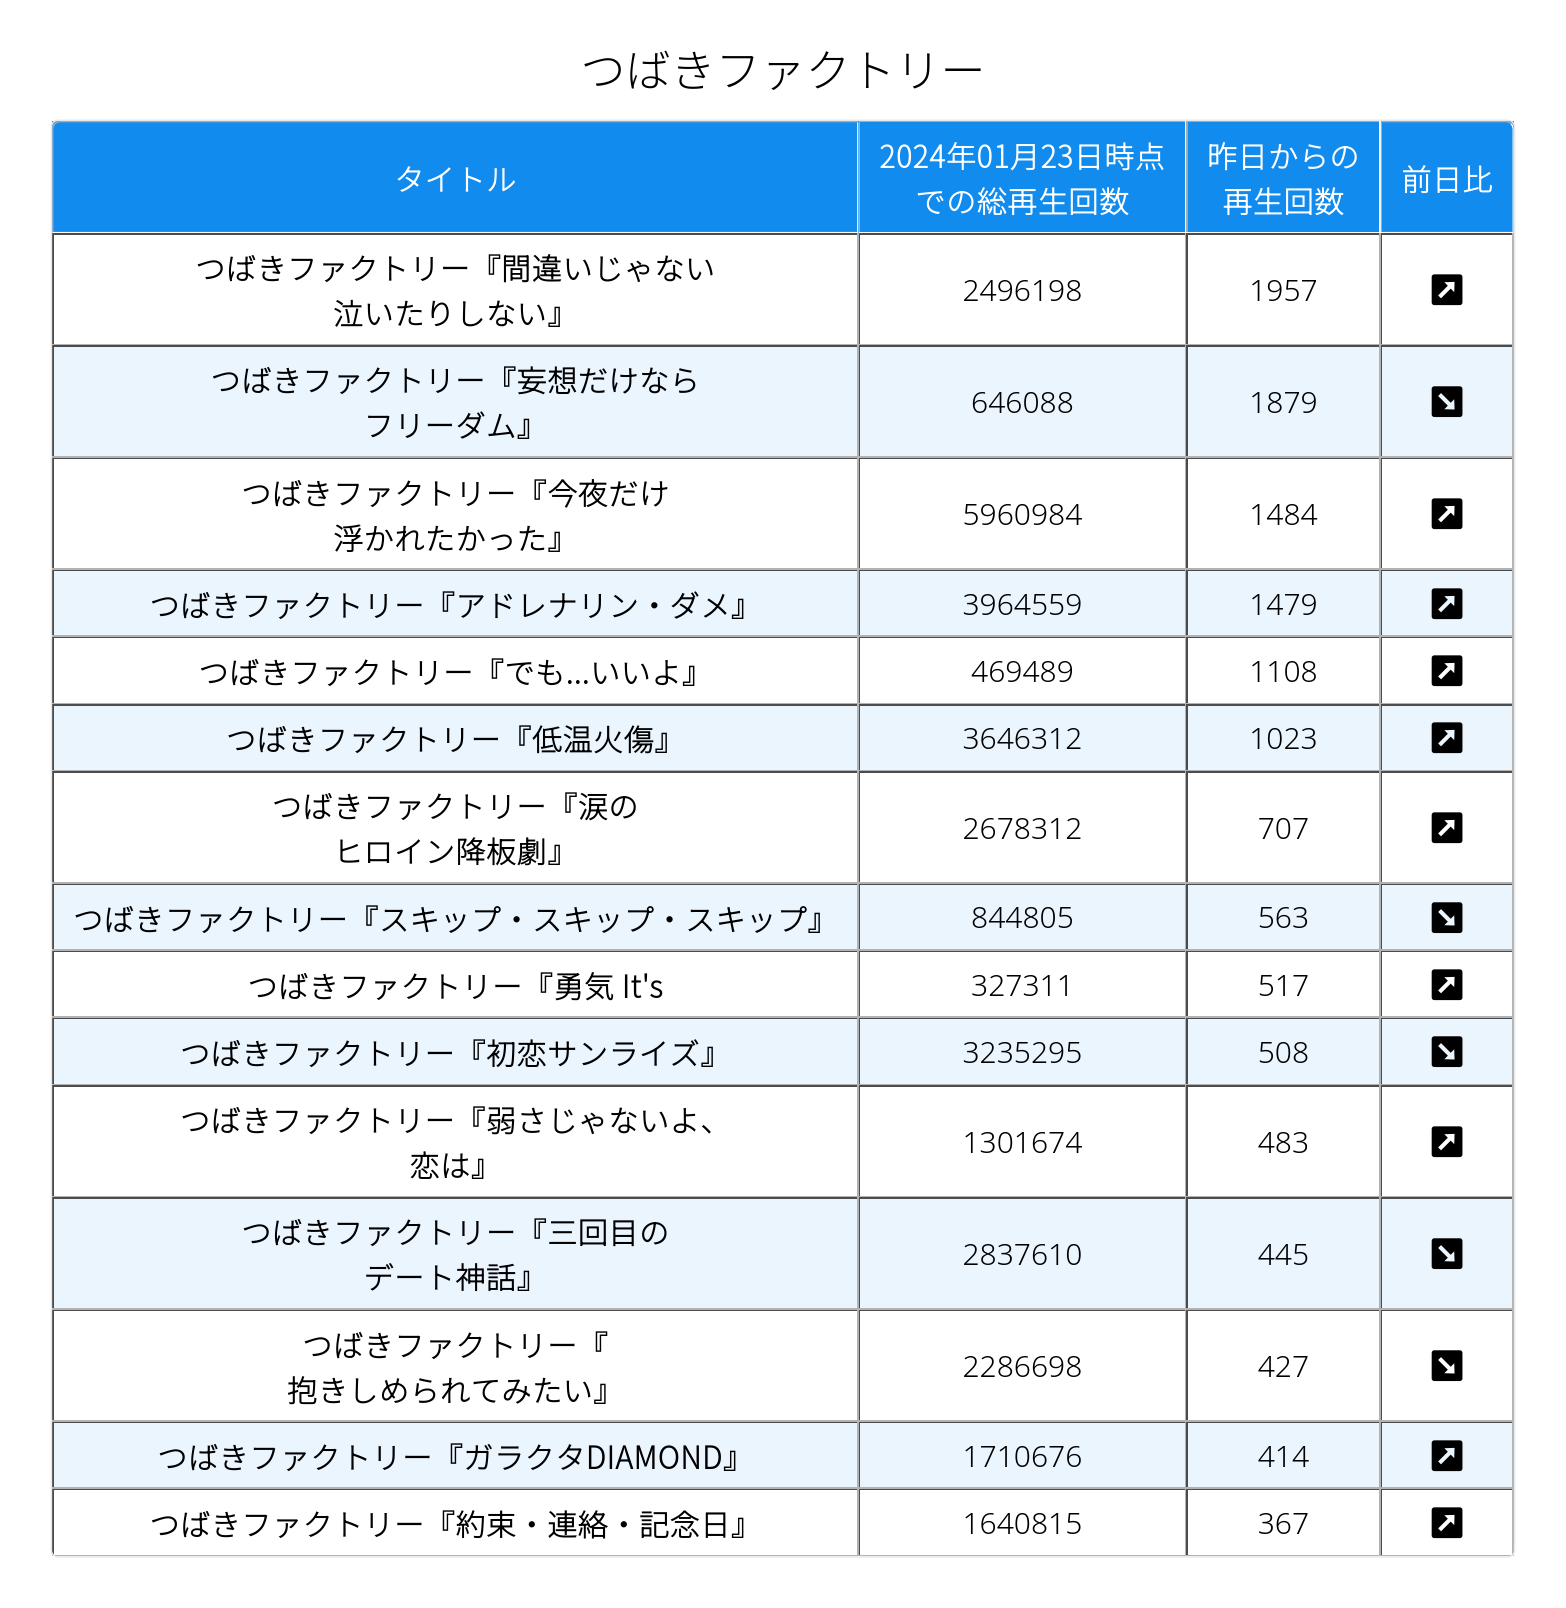 つばきファクトリー
タイトル
2024年01月23日時点
での総再生回数
昨日からの
再生回数
前日比
つばきファクトリー『間違いじゃない
泣いたりしない』
2496198
1957
つばきファクトリー『妄想だけなら
フリーダム』
646088
1879
つばきファクトリー『今夜だけ
浮かれたかった』
5960984
1484
つばきファクトリー『アドレナリン・ダメ』
3964559
1479
つばきファクトリー『でも...いいよ』
469489
1108
つばきファクトリー『低温火傷』
3646312
1023
つばきファクトリー『涙の
ヒロイン降板劇』
2678312
707
つばきファクトリー『スキップ・スキップ・スキップ』
844805
563
つばきファクトリー『勇気 It's
327311
517
つばきファクトリー『初恋サンライズ』
3235295
508
つばきファクトリー『弱さじゃないよ、
恋は』
1301674
483
つばきファクトリー『三回目の
デート神話』
2837610
445
つばきファクトリー『
抱きしめられてみたい』
2286698
427
つばきファクトリー『ガラクタDIAMOND』
1710676
414
つばきファクトリー『約束・連絡・記念日』
1640815
367